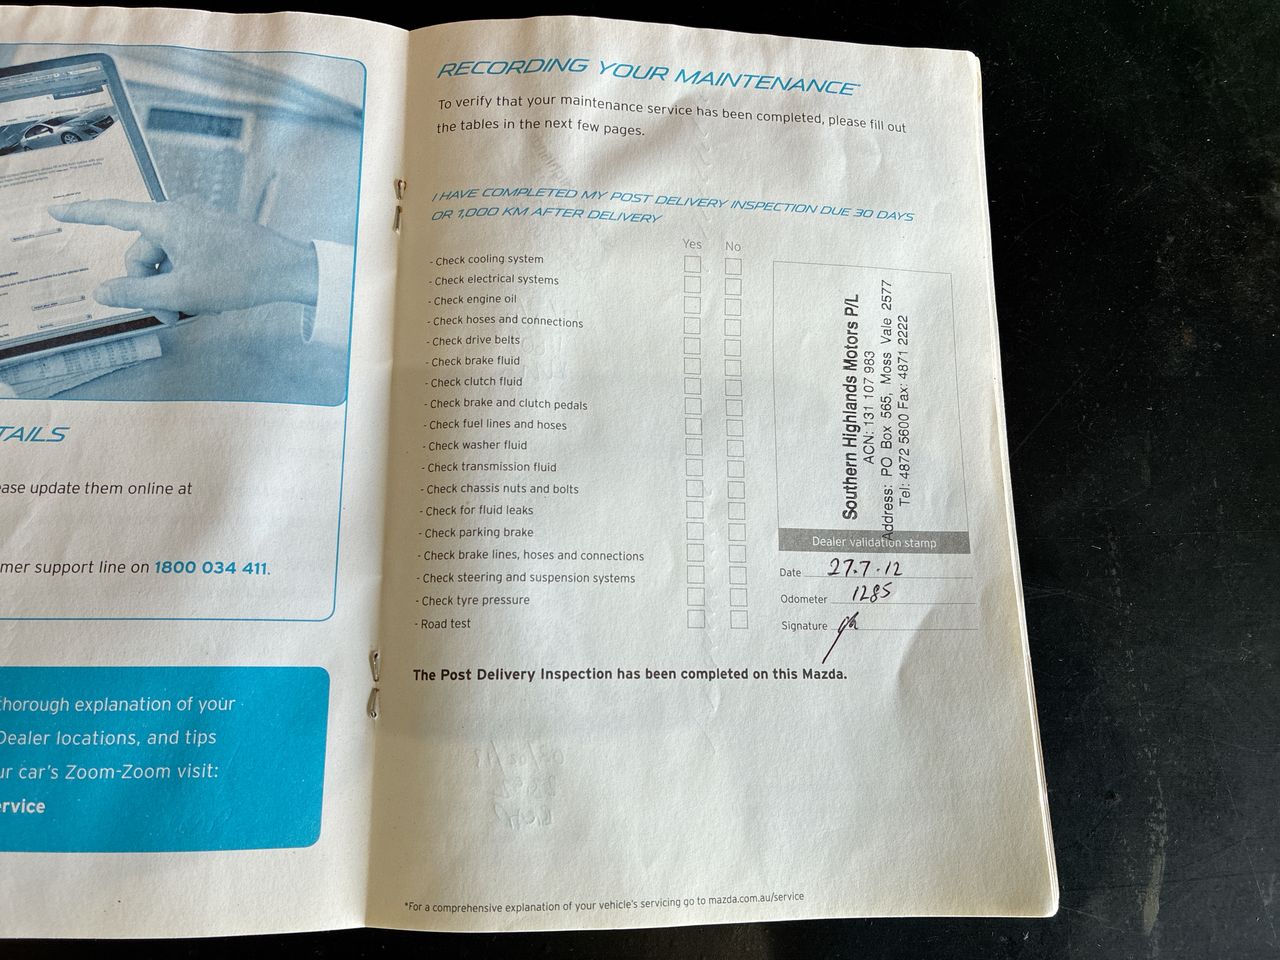 TAILS
ase update them online at
mer support line on 1800 034 411.
thorough explanation of your
Dealer locations, and tips
ur car's Zoom-Zoom visit:
ervice
RECORDING YOUR MAINTENANCE*
To verify that your maintenance service has been completed, please fill out
the tables in the next few pages.
I HAVE COMPLETED MY POST DELIVERY INSPECTION DUE 30 DAYS
OR 1,000 KM AFTER DELIVERY
Yes No
- Check cooling system
- Check electrical systems
- Check engine oil
- Check hoses and connections
- Check drive belts
- Check brake fluid
- Check clutch fluid
- Check brake and clutch pedals
- Check fuel lines and hoses
- Check washer fluid
- Check transmission fluid
- Check chassis nuts and bolts
- Check for fluid leaks
- Check parking brake
- Check brake lines, hoses and connections
- Check steering and suspension systems
- Check tyre pressure
- Road test
Southern Highlands Motors P/L
ACN: 131 107 983
Address: PO Box 565, Moss Vale 2577
Tel: 4872 5600 Fax: 4871 2222
Dealer validation stamp
Date 27.7.12
Odometer 1285
Signature
The Post Delivery Inspection has been completed on this Mazda.
*For a comprehensive explanation of your vehicle's servicing go to mazda.com.au/service